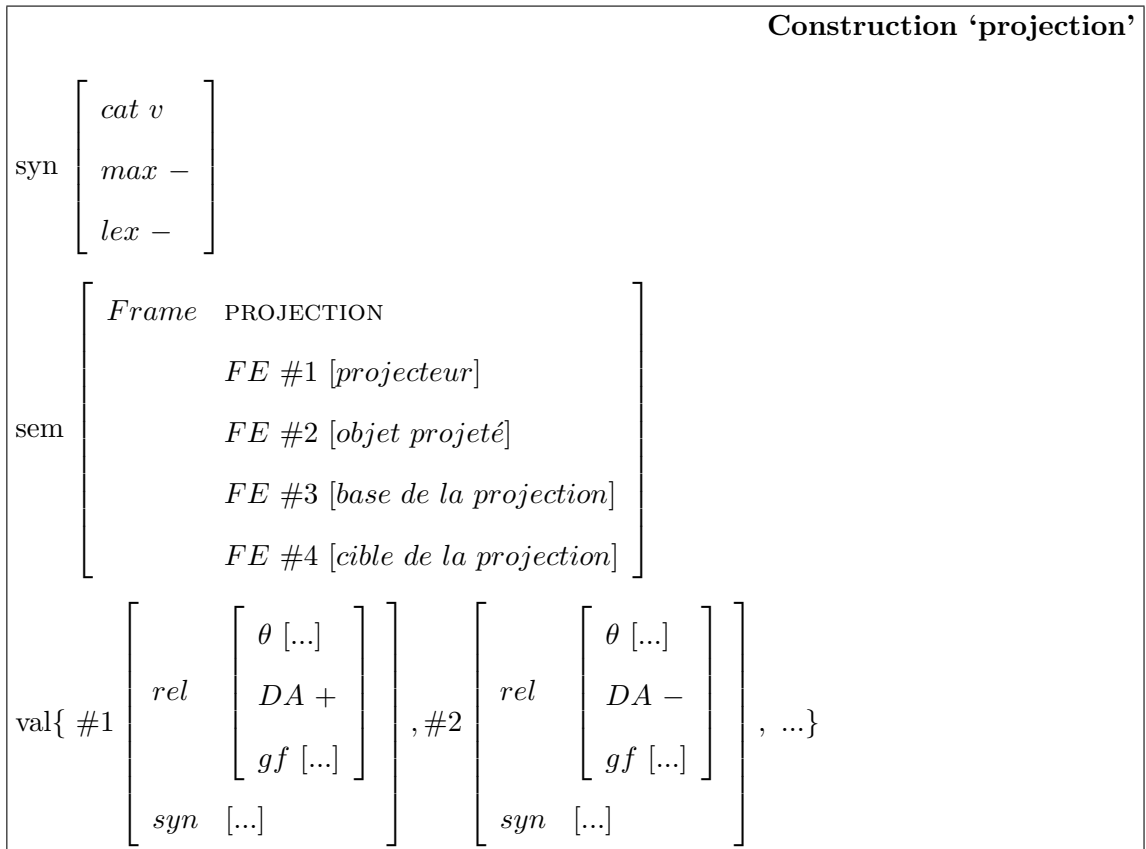 Construction ‘projection’
cat v
syn max −
lex −
Frame PROJECTION
FE #1 [projecteur]
FE #2 [objet projeté]
sem
FE #3 [base de la projection]
FE #4 [cible de la projection]
θ [...] θ [...]
rel DA + rel DA −
val{ #1 , #2 , ...}
gf [...] gf [...]
syn [...] syn [...]